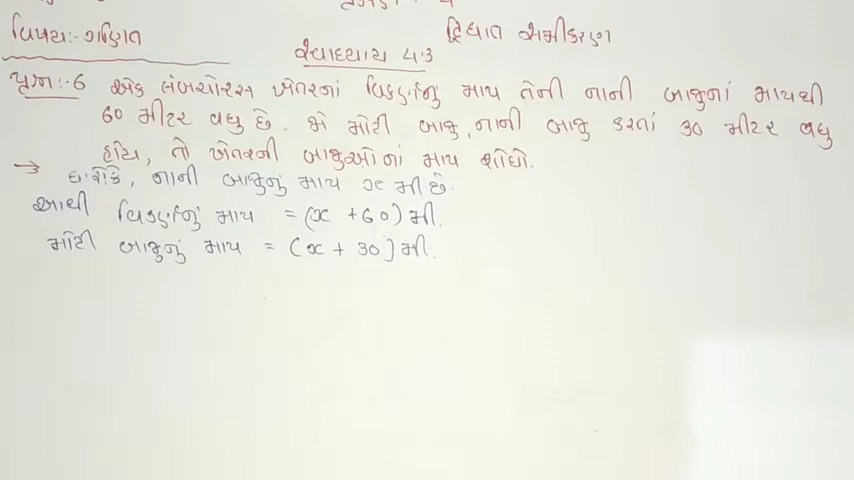 વિષય:- ગણિત
દ્વિઘાત સમીકરણ
સ્વાધ્યાય 4.3
પ્રશ્ન:-6 એક લંબચોરસ ખેતરનાં વિકર્ણનું માપ તેની નાની બાજુનાં માપથી
60 મીટર વધુ છે. જો મોટી બાજુ, નાની બાજુ કરતાં 30 મીટર વધુ
હોય, તો ખેતરની બાજુઓનાં માપ શોધો.
→ ધારોકે, નાની બાજુનું માપ x મી છે.
આથી વિકર્ણનું માપ = (x + 60) મી.
મોટી બાજુનું માપ = (x + 30) મી.